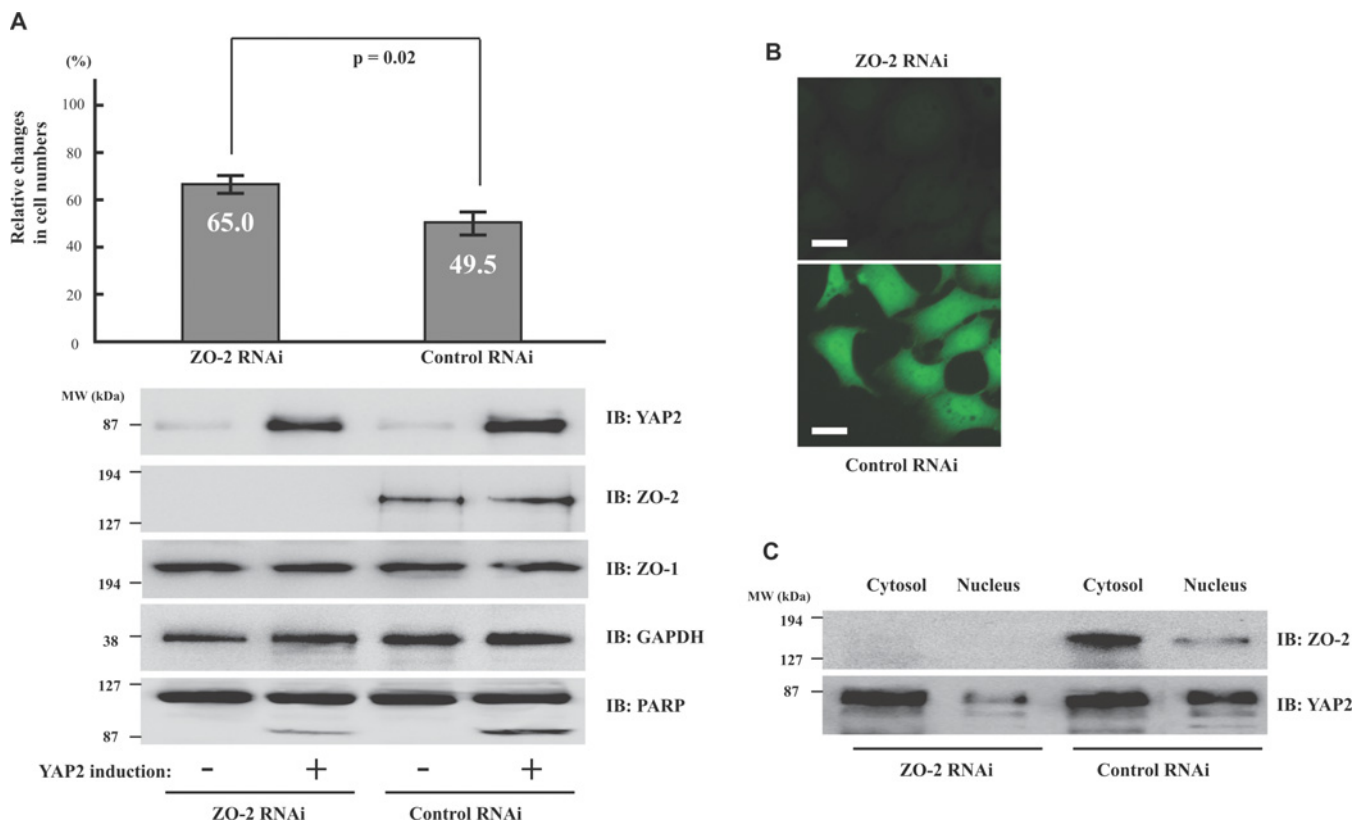 A
(%)
p = 0.02
100
80
60
40
20
0
Relative changes
in cell numbers
65.0
49.5
ZO-2 RNAi
Control RNAi
MW (kDa)
87
IB: YAP2
194
127
IB: ZO-2
194
IB: ZO-1
38
IB: GAPDH
127
87
IB: PARP
YAP2 induction: - + - +
ZO-2 RNAi
Control RNAi
B
ZO-2 RNAi
Control RNAi
C
Cytosol Nucleus Cytosol Nucleus
MW (kDa)
194
127
IB: ZO-2
87
IB: YAP2
ZO-2 RNAi
Control RNAi